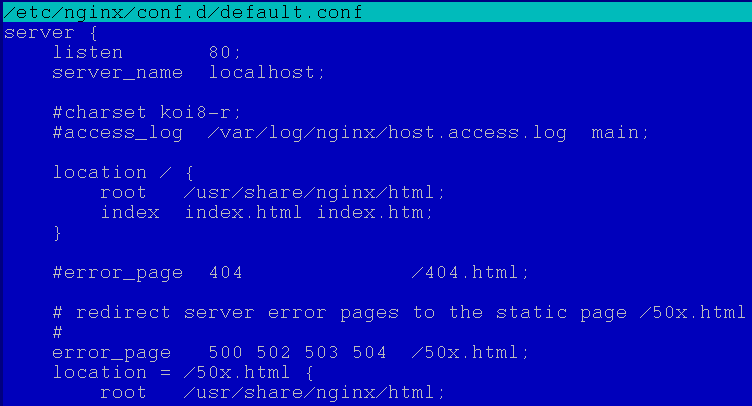 /etc/nginx/conf.d/default.conf
server {
    listen       80;
    server_name  localhost;

    #charset koi8-r;
    #access_log  /var/log/nginx/host.access.log  main;

    location / {
        root   /usr/share/nginx/html;
        index  index.html index.htm;
    }

    #error_page  404              /404.html;

    # redirect server error pages to the static page /50x.html
    #
    error_page   500 502 503 504  /50x.html;
    location = /50x.html {
        root   /usr/share/nginx/html;